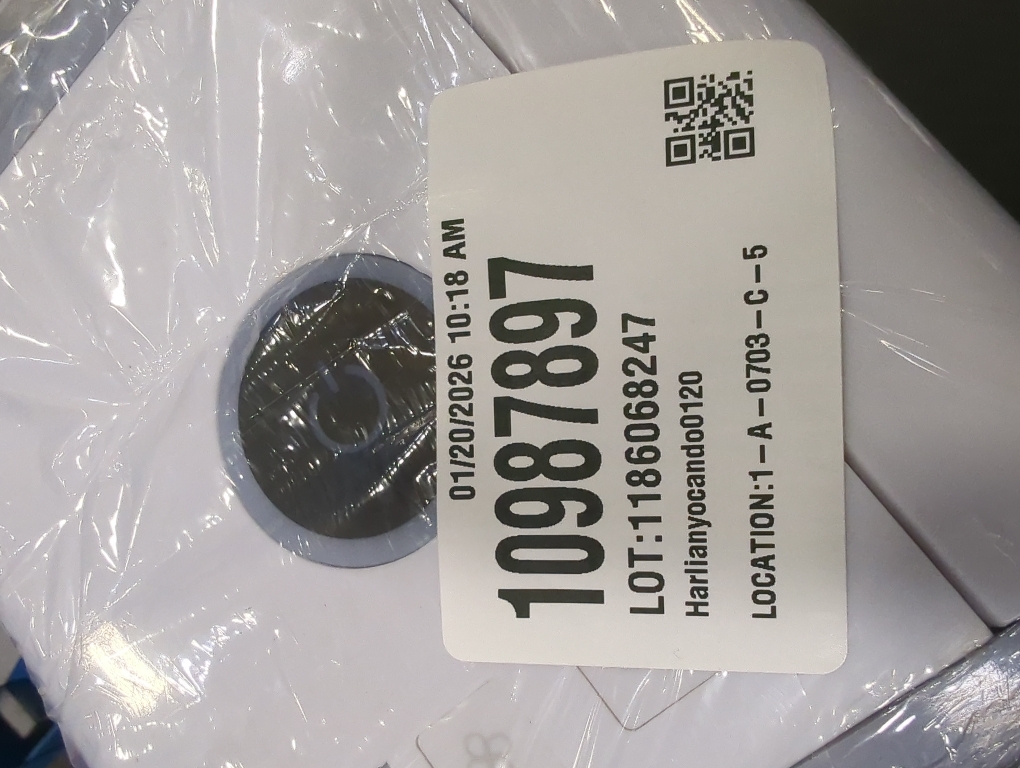 01/20/2026 10:18 AM
10987897
LOT:1186068247
Harlianyocando0120
LOCATION:1-A-0703-C-5